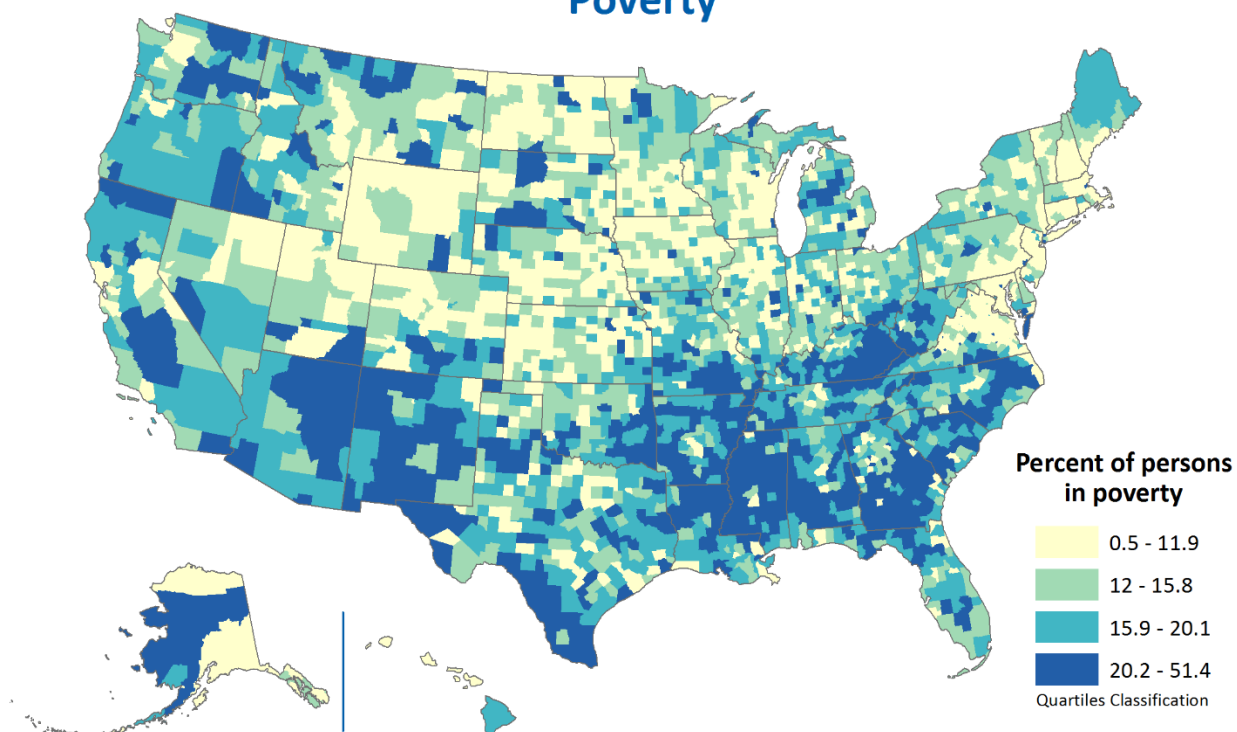 Poverty
Percent of persons
in poverty
0.5 - 11.9
12 - 15.8
15.9 - 20.1
20.2 - 51.4
Quartiles Classification